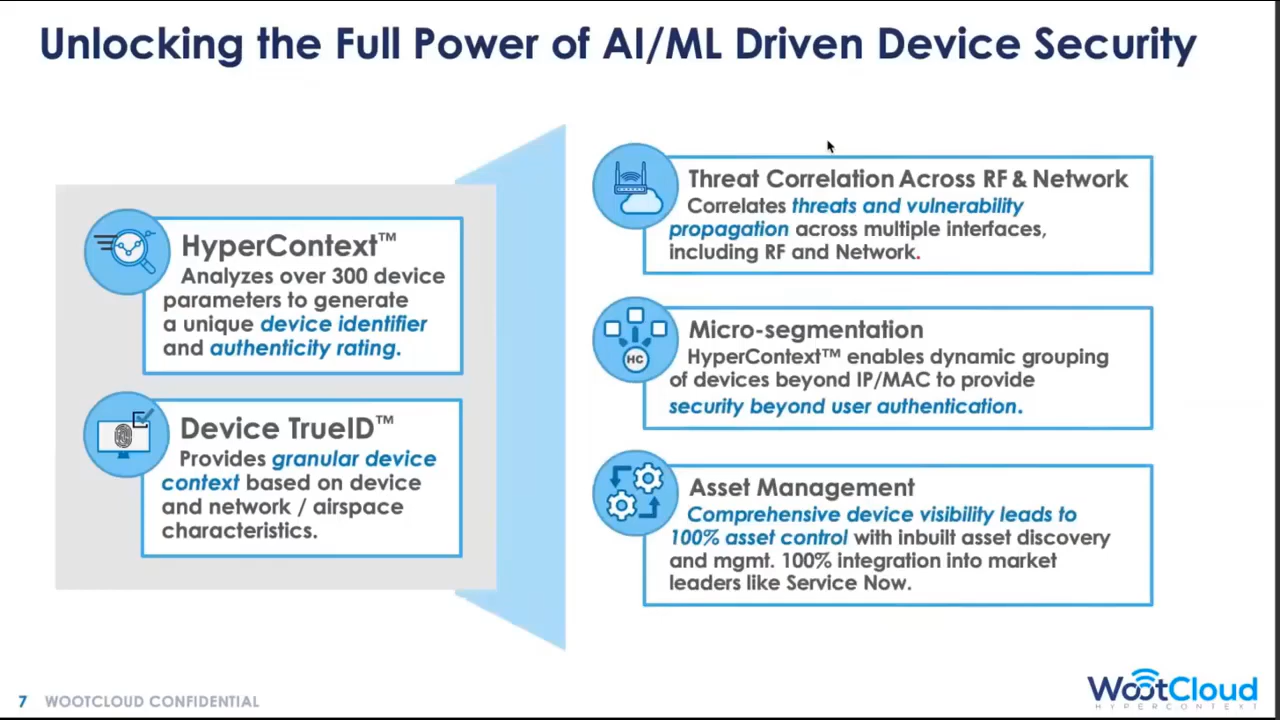 Unlocking the Full Power of AI/ML Driven Device Security
HyperContext™
Analyzes over 300 device
parameters to generate
a unique device identifier
and authenticity rating.
Device TrueID™
Provides granular device
context based on device
and network / airspace
characteristics.
Threat Correlation Across RF & Network
Correlates threats and vulnerability
propagation across multiple interfaces,
including RF and Network.
HC
Micro-segmentation
HyperContext™ enables dynamic grouping
of devices beyond IP/MAC to provide
security beyond user authentication.
Asset Management
Comprehensive device visibility leads to
100% asset control with inbuilt asset discovery
and mgmt. 100% integration into market
leaders like Service Now.
7 WOOTCLOUD CONFIDENTIAL
WootCloud
HYPERCONTEXT